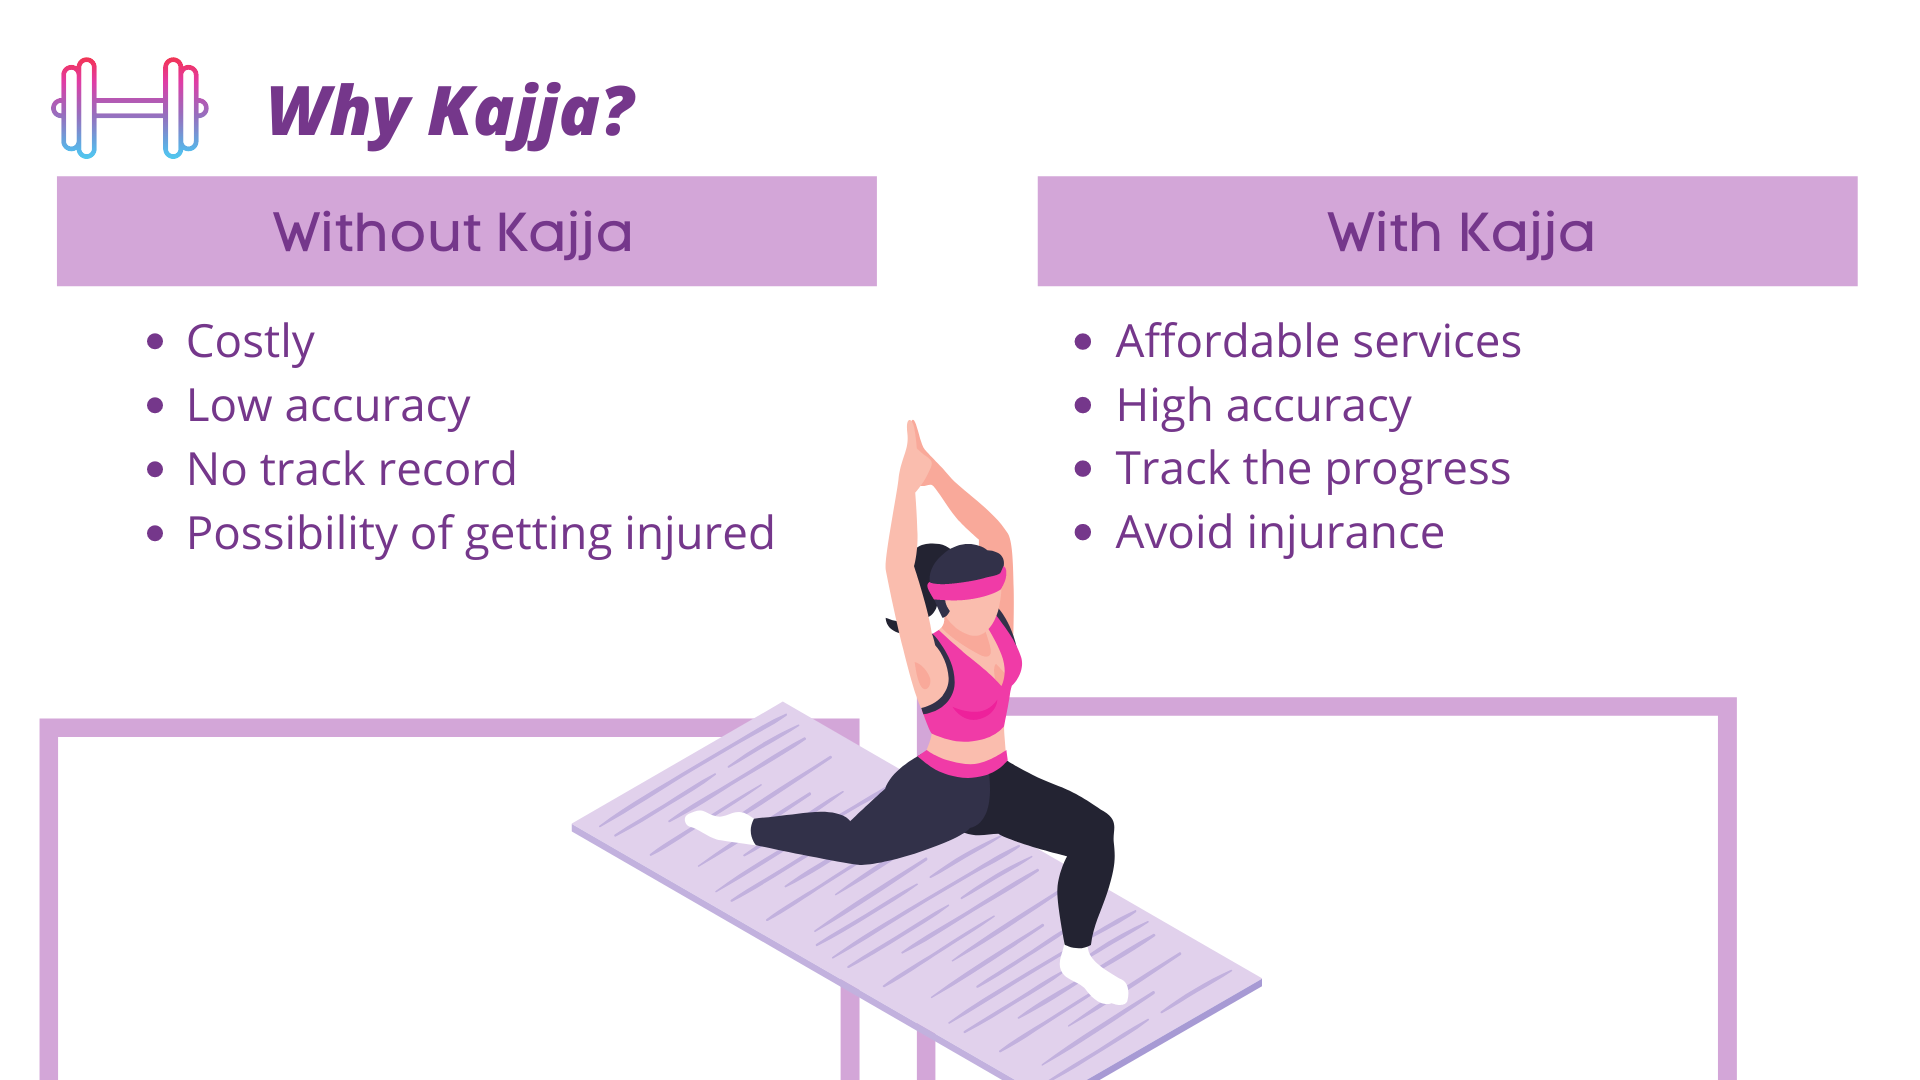 Why Kajja?
Without Kajja
• Costly
• Low accuracy
• No track record
• Possibility of getting injured
With Kajja
• Affordable services
• High accuracy
• Track the progress
• Avoid injurance